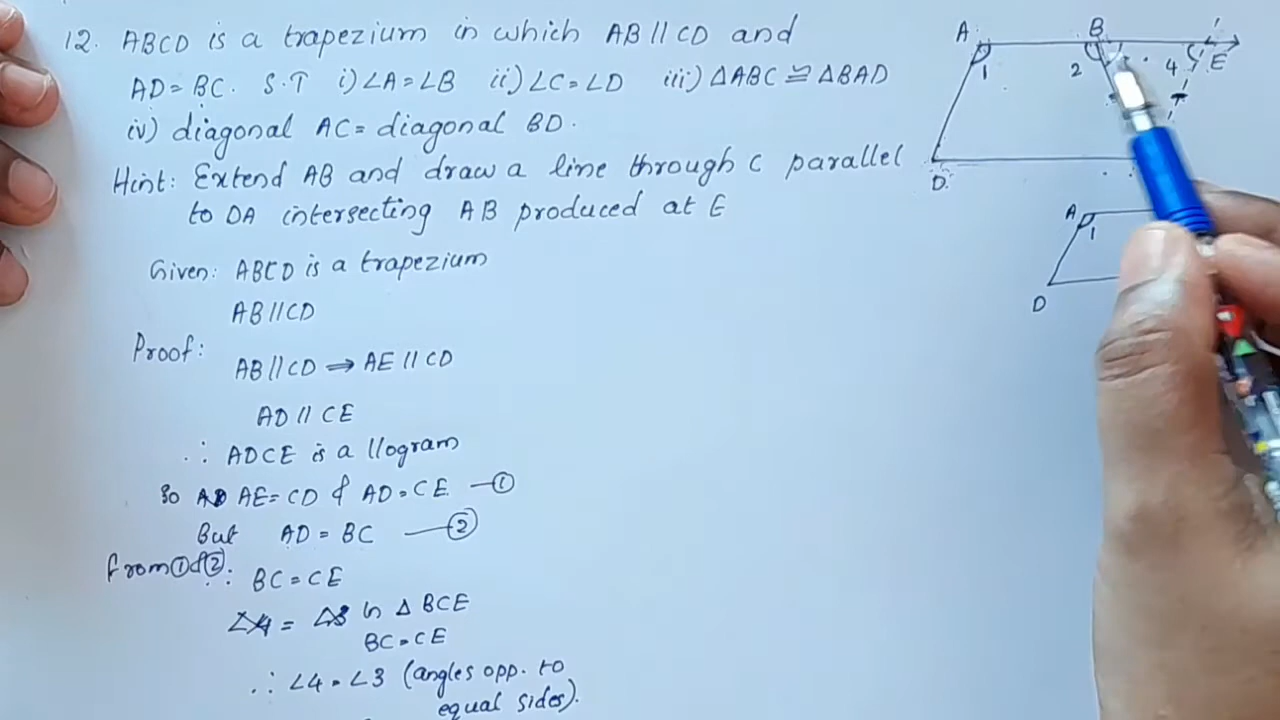 12. ABCD is a trapezium in which AB // CD and
AD = BC. S.T i) ∠A = ∠B ii) ∠C = ∠D iii) △ABC ≅ △BAD
iv) diagonal AC = diagonal BD.
Hint: Extend AB and draw a line through C parallel
to DA intersecting AB produced at E
Given: ABCD is a trapezium
AB // CD
Proof:
AB // CD ⇒ AE // CD
AD // CE
∴ ADCE is a llogram
So AE = CD & AD = CE —①
But AD = BC —②
from ① & ② ∴ BC = CE
In △ BCE
BC = CE
∴ ∠4 = ∠3 (angles opp. to
equal sides).
A B E
1 2 4
D
A
1
D